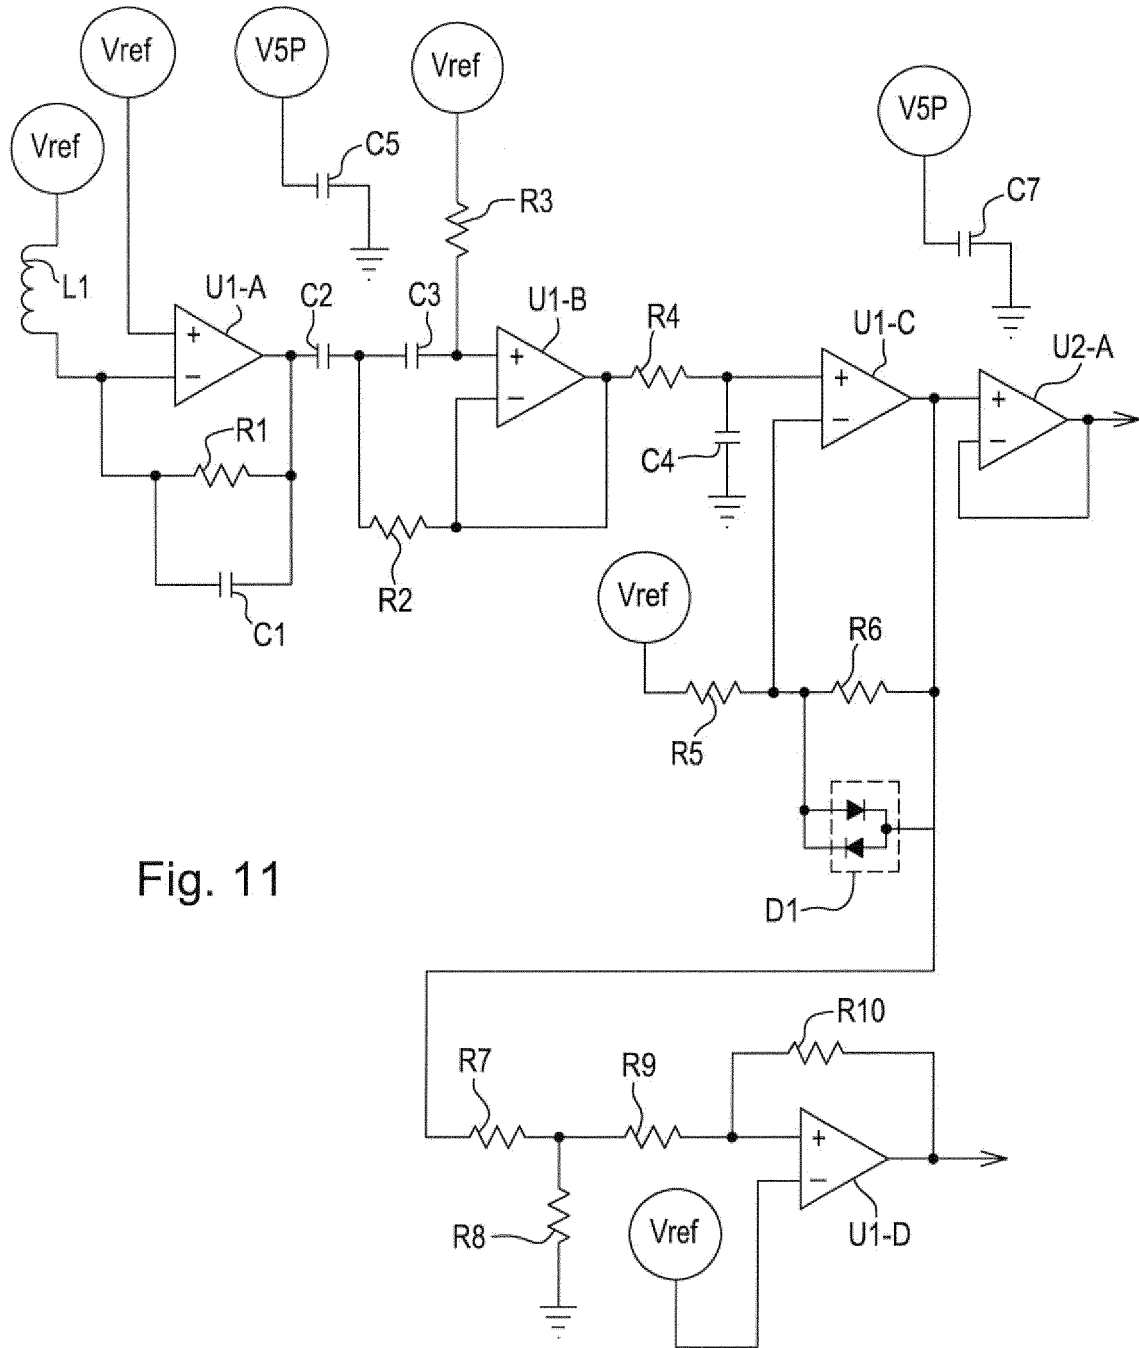 Vref
V5P
Vref
V5P
Vref
C5
C7
R3
L1
U1-A
C2
C3
U1-B
R4
U1-C
U2-A
+
−
+
−
+
−
+
−
R1
C4
C1
R2
Vref
R6
R5
D1
Fig. 11
R10
R7
R9
+
−
R8
Vref
U1-D